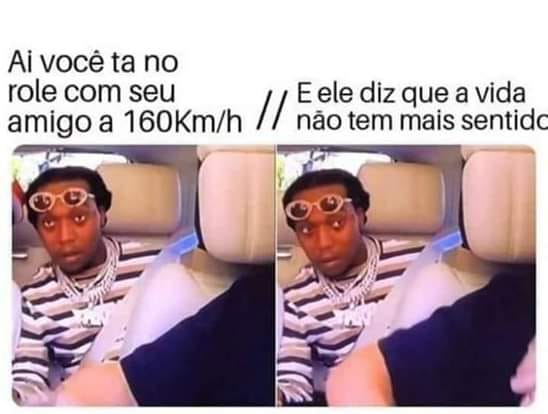 Ai você ta no
role com seu
amigo a 160Km/h
//
E ele diz que a vida
não tem mais sentido